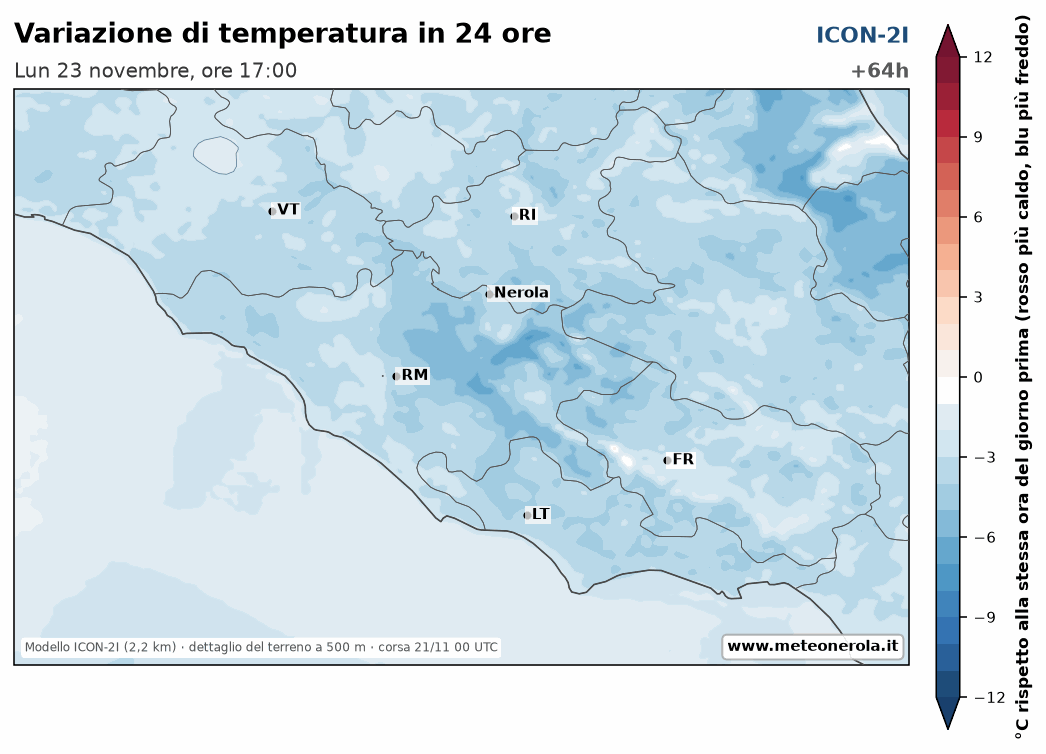 Variazione di temperatura in 24 ore
ICON-2I
Lun 23 novembre, ore 17:00
+64h
VT
RI
Nerola
RM
FR
LT
Modello ICON-2I (2,2 km) · dettaglio del terreno a 500 m · corsa 21/11 00 UTC
www.meteonerola.it
12
9
6
3
0
−3
−6
−9
−12
°C rispetto alla stessa ora del giorno prima (rosso più caldo, blu più freddo)